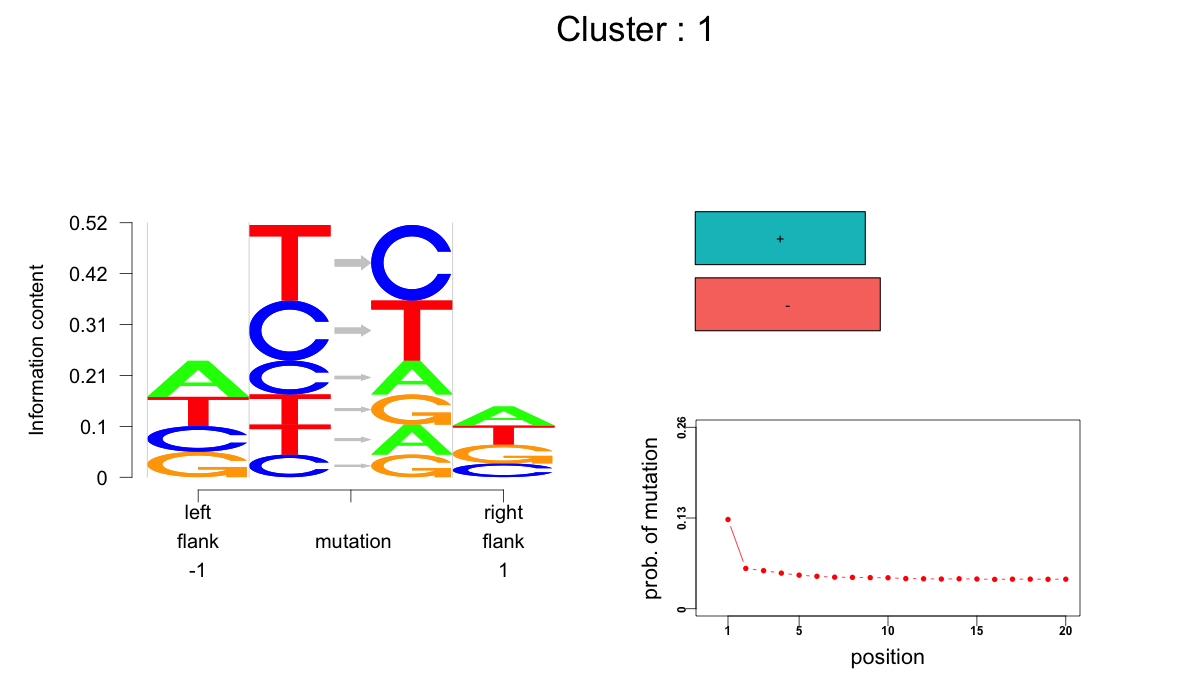 Cluster : 1
Information content
0.52
0.42
0.31
0.21
0.1
0
A
T
C
G
T
C
C
T
T
C
C
T
A
G
A
G
A
T
G
C
left
flank
-1
mutation
right
flank
1
+
-
prob. of mutation
0.26
0.13
0
1 5 10 15 20
position